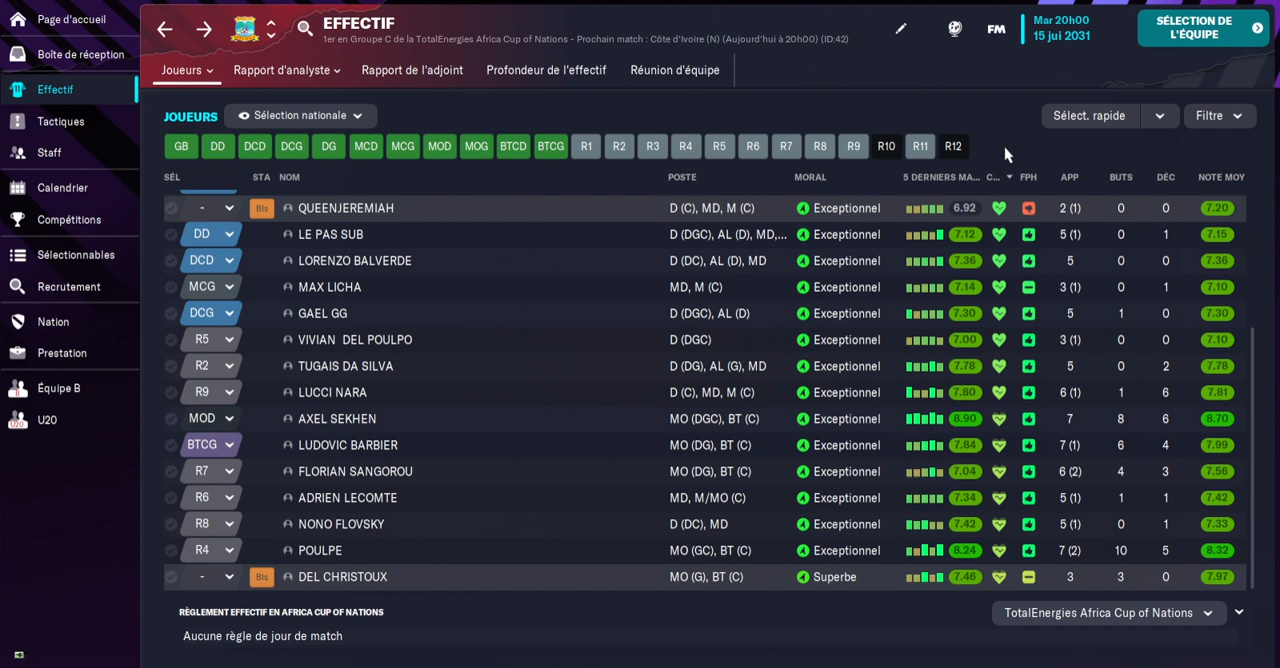 Page d'accueil
Boîte de réception
Effectif
Tactiques
Staff
Calendrier
Compétitions
Sélectionnables
Recrutement
Nation
Prestation
Équipe B
U20
EFFECTIF
1er en Groupe C de la TotalEnergies Africa Cup of Nations - Prochain match : Côte d'Ivoire (N) (Aujourd'hui à 20h00) (ID:42)
FM
Mar 20h00
15 jui 2031
SÉLECTION DE
L'ÉQUIPE
Joueurs
Rapport d'analyste
Rapport de l'adjoint
Profondeur de l'effectif
Réunion d'équipe
JOUEURS
Sélection nationale
Sélect. rapide
Filtre
GB DD DCD DCG DG MCD MCG MOD MOG BTCD BTCG R1 R2 R3 R4 R5 R6 R7 R8 R9 R10 R11 R12
SÉL STA NOM POSTE MORAL 5 DERNIERS MA... C... FPH APP BUTS DÉC NOTE MOY
- Bls QUEENJEREMIAH D (C), MD, M (C) Exceptionnel 6.92 2 (1) 0 0 7.20
DD LE PAS SUB D (DGC), AL (D), MD,... Exceptionnel 7.12 5 (1) 0 1 7.15
DCD LORENZO BALVERDE D (DC), AL (D), MD Exceptionnel 7.36 5 0 0 7.36
MCG MAX LICHA MD, M (C) Exceptionnel 7.14 3 (1) 0 1 7.10
DCG GAEL GG D (DGC), AL (D) Exceptionnel 7.30 5 1 0 7.30
R5 VIVIAN DEL POULPO D (DGC) Exceptionnel 7.00 3 (1) 0 0 7.10
R2 TUGAIS DA SILVA D (DG), AL (G), MD Exceptionnel 7.78 5 0 2 7.78
R9 LUCCI NARA D (C), MD, M (C) Exceptionnel 7.80 6 (1) 1 6 7.81
MOD AXEL SEKHEN MO (DGC), BT (C) Exceptionnel 8.90 7 8 6 8.70
BTCG LUDOVIC BARBIER MO (DG), BT (C) Exceptionnel 7.84 7 (1) 6 4 7.99
R7 FLORIAN SANGOROU MO (DG), BT (C) Exceptionnel 7.04 6 (2) 4 3 7.56
R6 ADRIEN LECOMTE MD, M/MO (C) Exceptionnel 7.34 5 (1) 1 1 7.42
R8 NONO FLOVSKY D (DC), MD Exceptionnel 7.42 5 (1) 0 1 7.33
R4 POULPE MO (GC), BT (C) Exceptionnel 8.24 7 (2) 10 5 8.32
- Bls DEL CHRISTOUX MO (G), BT (C) Superbe 7.46 3 3 0 7.97
RÈGLEMENT EFFECTIF EN AFRICA CUP OF NATIONS
TotalEnergies Africa Cup of Nations
Aucune règle de jour de match